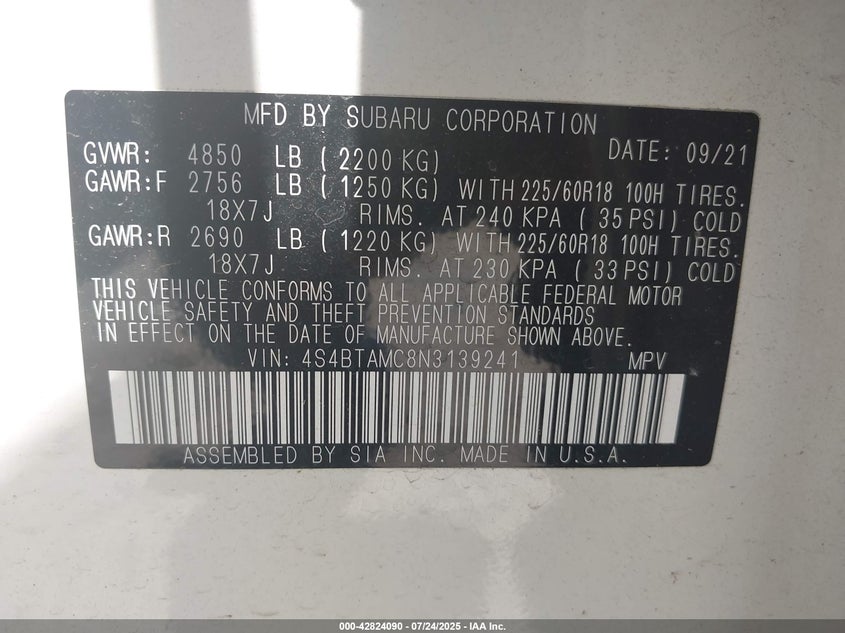 MFD BY SUBARU CORPORATION
GVWR: 4850 LB (2200 KG) DATE: 09/21
GAWR:F 2756 LB (1250 KG) WITH 225/60R18 100H TIRES.
18X7J RIMS. AT 240 KPA (35 PSI) COLD
GAWR:R 2690 LB (1220 KG) WITH 225/60R18 100H TIRES.
18X7J RIMS. AT 230 KPA (33 PSI) COLD
THIS VEHICLE CONFORMS TO ALL APPLICABLE FEDERAL MOTOR
VEHICLE SAFETY AND THEFT PREVENTION STANDARDS
IN EFFECT ON THE DATE OF MANUFACTURE SHOWN ABOVE.
VIN: 4S4BTAMC8N3139241 MPV
ASSEMBLED BY SIA INC. MADE IN U.S.A.
000-42824090 - 07/24/2025 - IAA Inc.